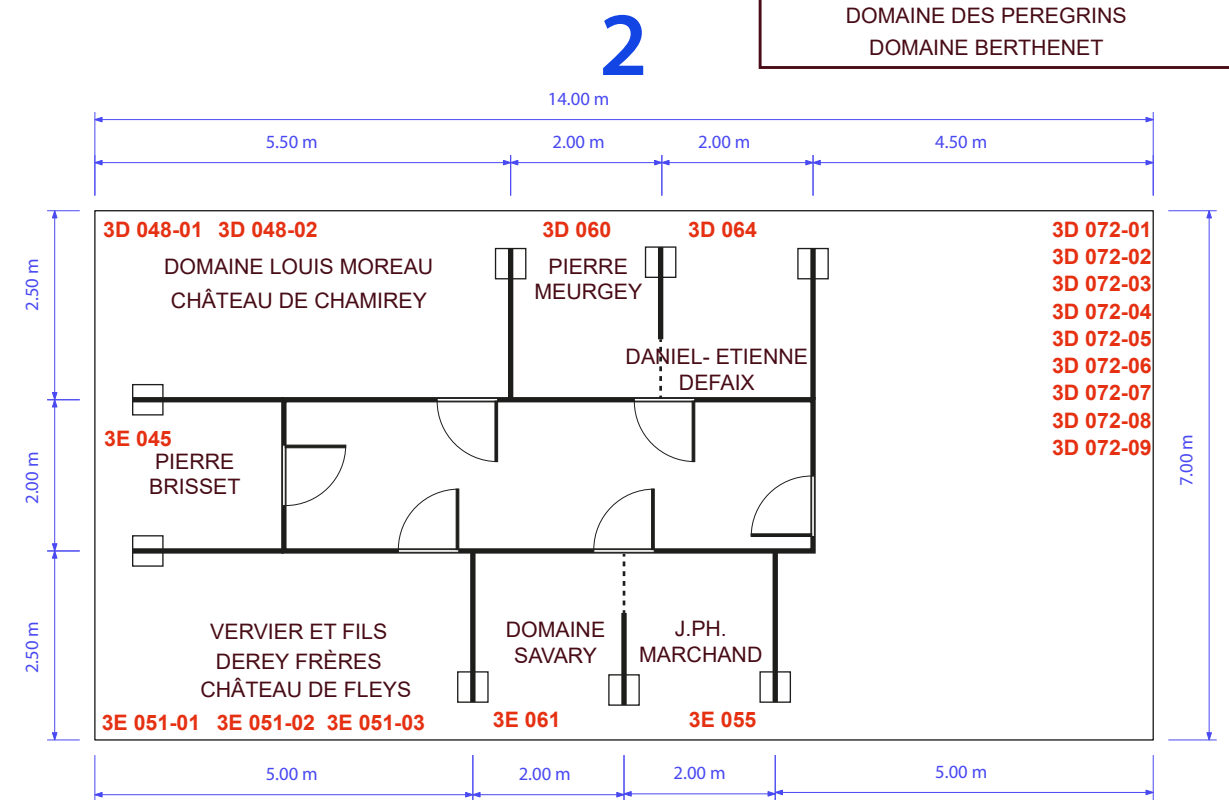 DOMAINE DES PEREGRINS
DOMAINE BERTHENET
2
14.00 m
5.50 m 2.00 m 2.00 m 4.50 m
3D 048-01 3D 048-02 3D 060 3D 064
DOMAINE LOUIS MOREAU
CHÂTEAU DE CHAMIREY
PIERRE
MEURGEY
DANIEL- ETIENNE
DEFAIX
3D 072-01
3D 072-02
3D 072-03
3D 072-04
3D 072-05
3D 072-06
3D 072-07
3D 072-08
3D 072-09
2.50 m
2.00 m
2.50 m
7.00 m
3E 045
PIERRE
BRISSET
VERVIER ET FILS
DEREY FRÈRES
CHÂTEAU DE FLEYS
DOMAINE
SAVARY
J.PH.
MARCHAND
3E 051-01 3E 051-02 3E 051-03 3E 061 3E 055
5.00 m 2.00 m 2.00 m 5.00 m